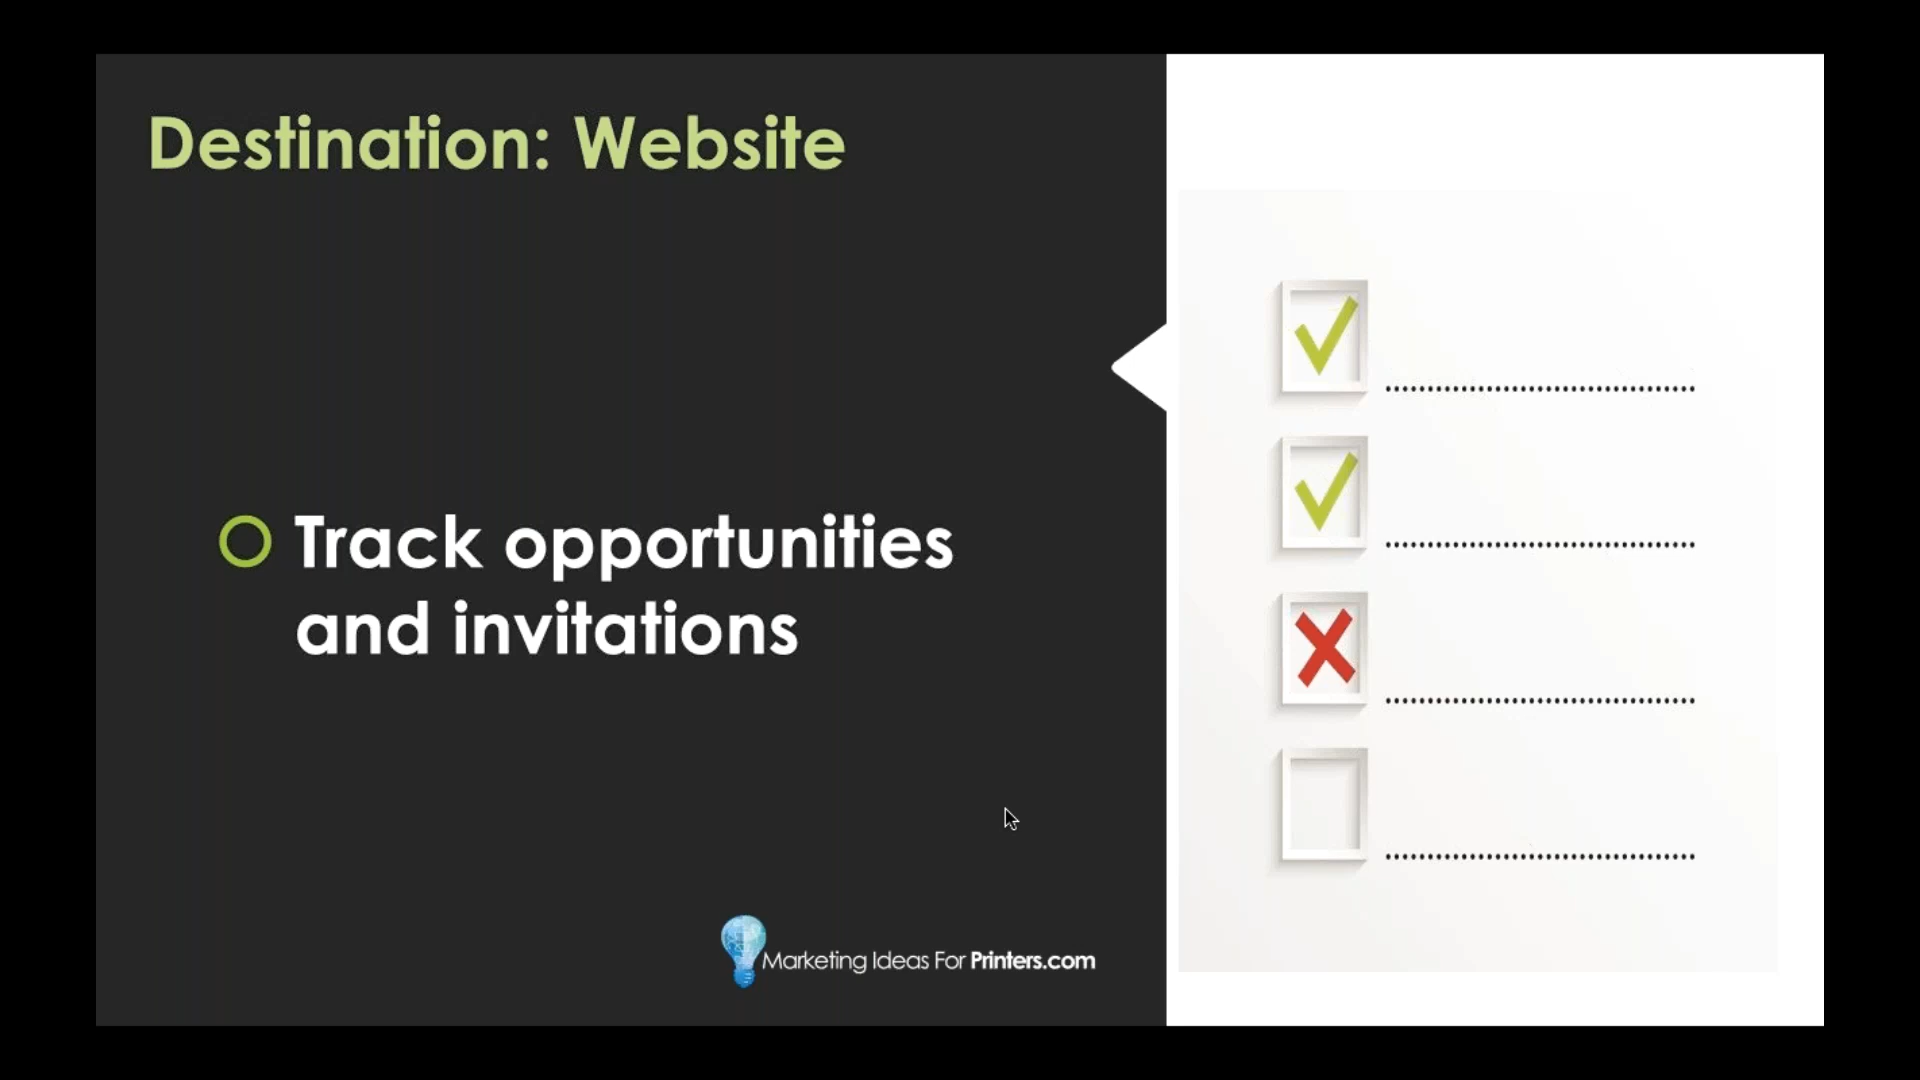 Destination: Website
Track opportunities
and invitations
Marketing Ideas For Printers.com